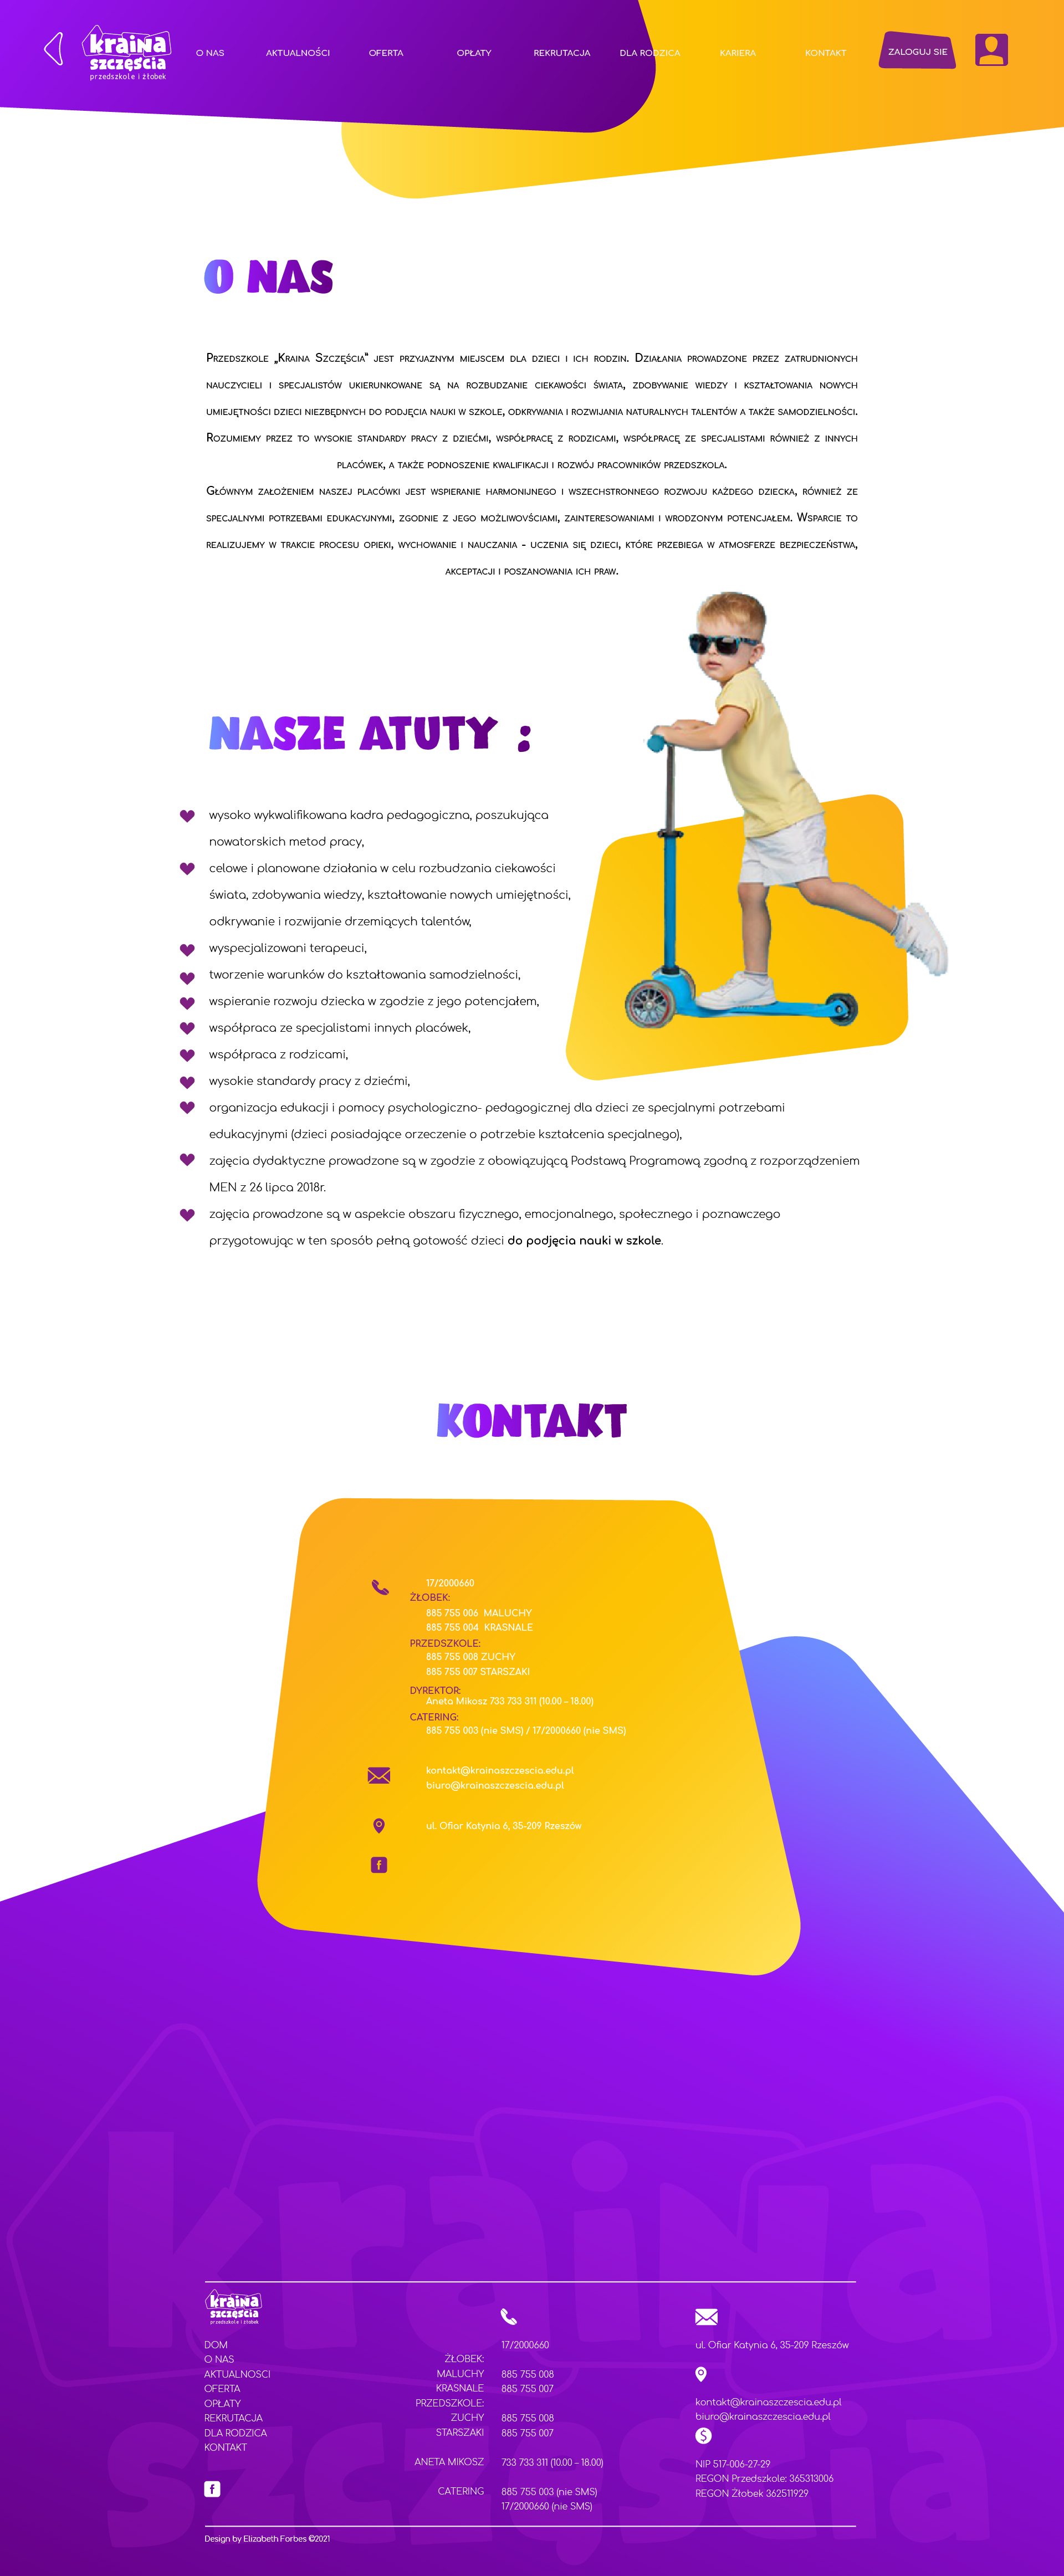 kraina
szczęścia
przedszkole i żłobek
O NAS
AKTUALNOŚCI
OFERTA
OPŁATY
REKRUTACJA
DLA RODZICA
KARIERA
KONTAKT
ZALOGUJ SIE
O NAS
Przedszkole „Kraina Szczęścia" jest przyjaznym miejscem dla dzieci i ich rodzin. Działania prowadzone przez zatrudnionych
nauczycieli i specjalistów ukierunkowane są na rozbudzanie ciekawości świata, zdobywanie wiedzy i kształtowania nowych
umiejętności dzieci niezbędnych do podjęcia nauki w szkole, odkrywania i rozwijania naturalnych talentów a także samodzielności.
Rozumiemy przez to wysokie standardy pracy z dziećmi, współpracę z rodzicami, współpracę ze specjalistami również z innych
placówek, a także podnoszenie kwalifikacji i rozwój pracowników przedszkola.
Głównym założeniem naszej placówki jest wspieranie harmonijnego i wszechstronnego rozwoju każdego dziecka, również ze
specjalnymi potrzebami edukacyjnymi, zgodnie z jego możliwovściami, zainteresowaniami i wrodzonym potencjałem. Wsparcie to
realizujemy w trakcie procesu opieki, wychowanie i nauczania - uczenia się dzieci, które przebiega w atmosferze bezpieczeństwa,
akceptacji i poszanowania ich praw.
NASZE ATUTY :
wysoko wykwalifikowana kadra pedagogiczna, poszukująca
nowatorskich metod pracy,
celowe i planowane działania w celu rozbudzania ciekawości
świata, zdobywania wiedzy, kształtowanie nowych umiejętności,
odkrywanie i rozwijanie drzemiących talentów,
wyspecjalizowani terapeuci,
tworzenie warunków do kształtowania samodzielności,
wspieranie rozwoju dziecka w zgodzie z jego potencjałem,
współpraca ze specjalistami innych placówek,
współpraca z rodzicami,
wysokie standardy pracy z dziećmi,
organizacja edukacji i pomocy psychologiczno- pedagogicznej dla dzieci ze specjalnymi potrzebami
edukacyjnymi (dzieci posiadające orzeczenie o potrzebie kształcenia specjalnego),
zajęcia dydaktyczne prowadzone są w zgodzie z obowiązującą Podstawą Programową zgodną z rozporządzeniem
MEN z 26 lipca 2018r.
zajęcia prowadzone są w aspekcie obszaru fizycznego, emocjonalnego, społecznego i poznawczego
przygotowując w ten sposób pełną gotowość dzieci do podjęcia nauki w szkole.
KONTAKT
17/2000660
ŻŁOBEK:
885 755 006 MALUCHY
885 755 004 KRASNALE
PRZEDSZKOLE:
885 755 008 ZUCHY
885 755 007 STARSZAKI
DYREKTOR:
Aneta Mikosz 733 733 311 (10.00 – 18.00)
CATERING:
885 755 003 (nie SMS) / 17/2000660 (nie SMS)
kontakt@krainaszczescia.edu.pl
biuro@krainaszczescia.edu.pl
ul. Ofiar Katynia 6, 35-209 Rzeszów
kraina
szczęścia
kraina
szczęścia
przedszkole i żłobek
DOM
O NAS
AKTUALNOSCI
OFERTA
OPŁATY
REKRUTACJA
DLA RODZICA
KONTAKT
17/2000660
ŻŁOBEK:
MALUCHY 885 755 008
KRASNALE 885 755 007
PRZEDSZKOLE:
ZUCHY 885 755 008
STARSZAKI 885 755 007
ANETA MIKOSZ 733 733 311 (10.00 – 18.00)
CATERING 885 755 003 (nie SMS)
17/2000660 (nie SMS)
ul. Ofiar Katynia 6, 35-209 Rzeszów
kontakt@krainaszczescia.edu.pl
biuro@krainaszczescia.edu.pl
NIP 517-006-27-29
REGON Przedszkole: 365313006
REGON Żłobek 362511929
Design by Elizabeth Forbes ©2021